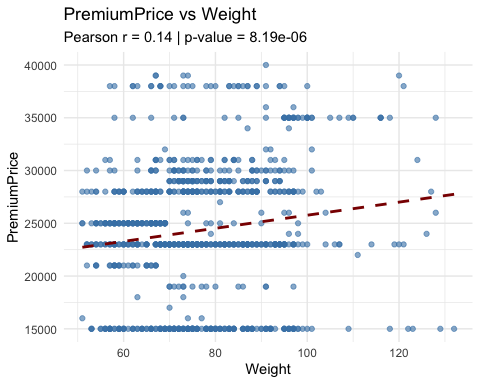 PremiumPrice vs Weight
Pearson r = 0.14 | p-value = 8.19e-06
40000
35000
30000
25000
20000
15000
PremiumPrice
60
80
100
120
Weight